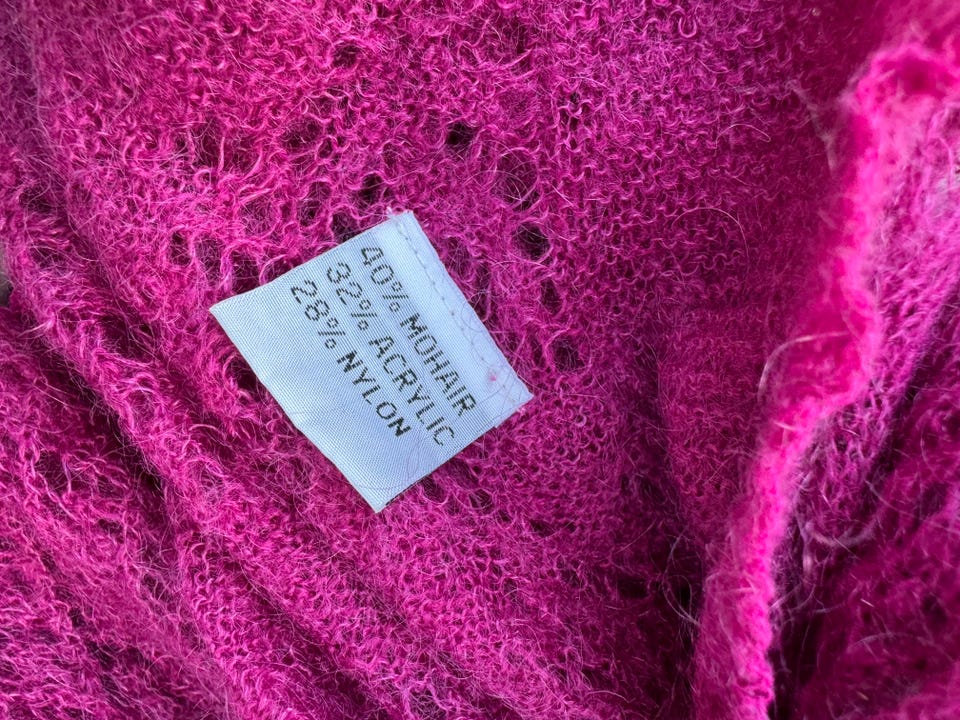 40% MOHAIR
32% ACRYLIC
28% NYLON